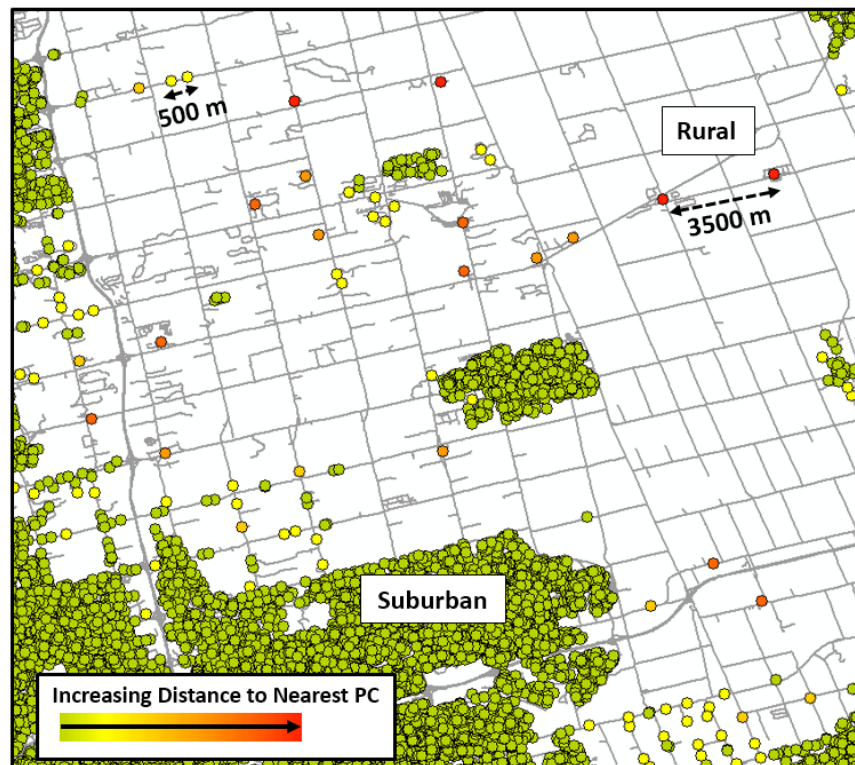 500 m
Rural
3500 m
Suburban
Increasing Distance to Nearest PC